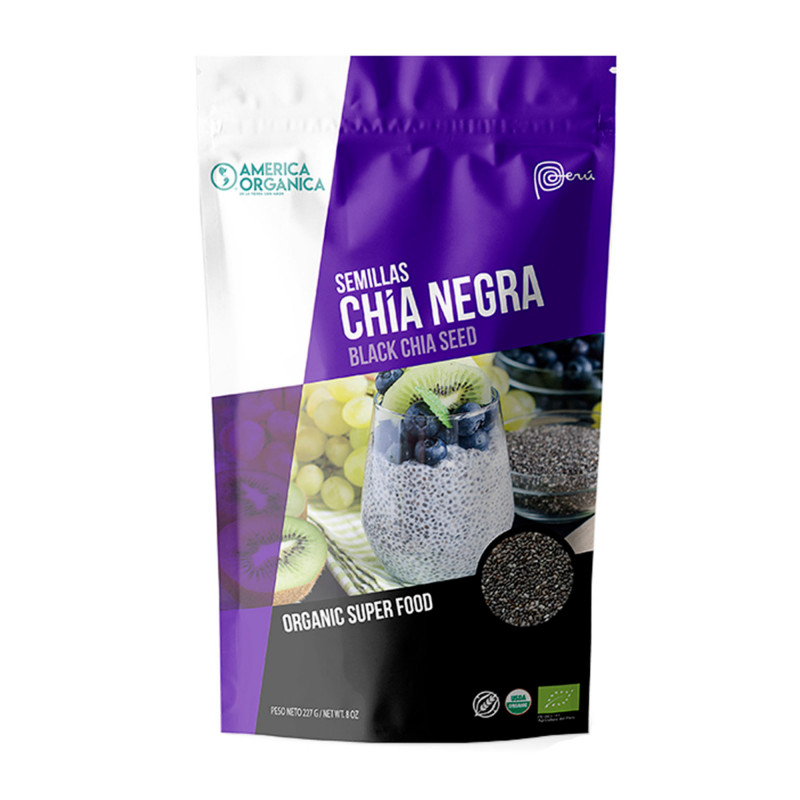 AMERICA
ORGANICA
Perú
SEMILLAS
CHÍA NEGRA
BLACK CHIA SEED
ORGANIC SUPER FOOD
PESO NETO 227 G / NET WT. 8 OZ
USDA
ORGANIC